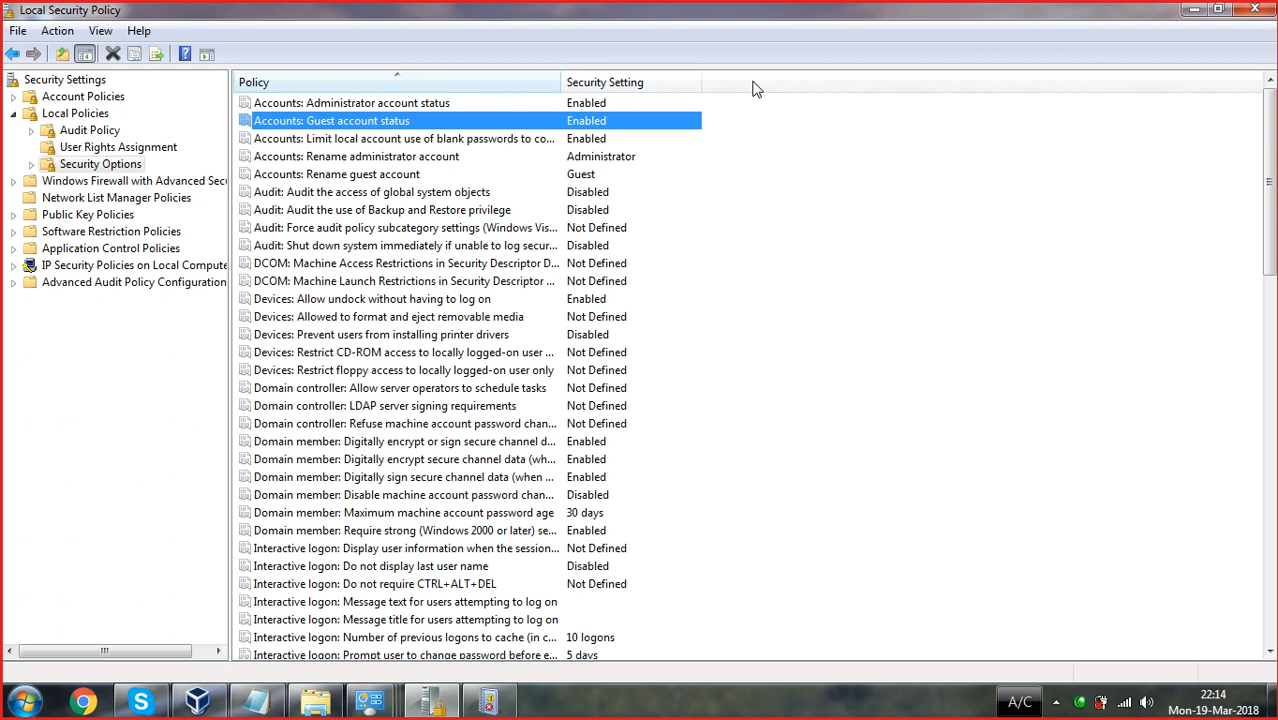 Local Security Policy
File Action View Help
Security Settings
Account Policies
Local Policies
Audit Policy
User Rights Assignment
Security Options
Windows Firewall with Advanced Secu
Network List Manager Policies
Public Key Policies
Software Restriction Policies
Application Control Policies
IP Security Policies on Local Compute
Advanced Audit Policy Configuration
Policy Security Setting
Accounts: Administrator account status Enabled
Accounts: Guest account status Enabled
Accounts: Limit local account use of blank passwords to co... Enabled
Accounts: Rename administrator account Administrator
Accounts: Rename guest account Guest
Audit: Audit the access of global system objects Disabled
Audit: Audit the use of Backup and Restore privilege Disabled
Audit: Force audit policy subcategory settings (Windows Vis... Not Defined
Audit: Shut down system immediately if unable to log secur... Disabled
DCOM: Machine Access Restrictions in Security Descriptor D... Not Defined
DCOM: Machine Launch Restrictions in Security Descriptor ... Not Defined
Devices: Allow undock without having to log on Enabled
Devices: Allowed to format and eject removable media Not Defined
Devices: Prevent users from installing printer drivers Disabled
Devices: Restrict CD-ROM access to locally logged-on user ... Not Defined
Devices: Restrict floppy access to locally logged-on user only Not Defined
Domain controller: Allow server operators to schedule tasks Not Defined
Domain controller: LDAP server signing requirements Not Defined
Domain controller: Refuse machine account password chan... Not Defined
Domain member: Digitally encrypt or sign secure channel d... Enabled
Domain member: Digitally encrypt secure channel data (wh... Enabled
Domain member: Digitally sign secure channel data (when ... Enabled
Domain member: Disable machine account password chan... Disabled
Domain member: Maximum machine account password age 30 days
Domain member: Require strong (Windows 2000 or later) se... Enabled
Interactive logon: Display user information when the session... Not Defined
Interactive logon: Do not display last user name Disabled
Interactive logon: Do not require CTRL+ALT+DEL Not Defined
Interactive logon: Message text for users attempting to log on
Interactive logon: Message title for users attempting to log on
Interactive logon: Number of previous logons to cache (in c... 10 logons
Interactive logon: Prompt user to change password before e... 5 days
A/C
22:14
Mon-19-Mar-2018